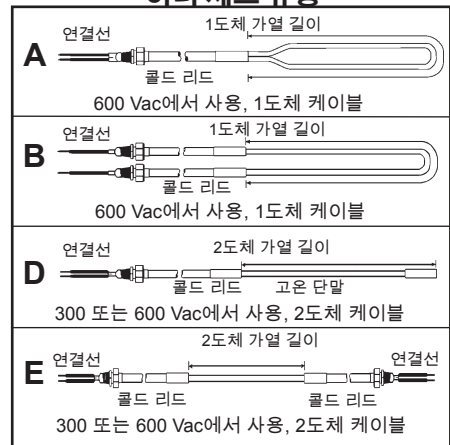 1도체 가열 길이
연결선
A
콜드 리드
600 Vac에서 사용, 1도체 케이블
1도체 가열 길이
연결선
B
콜드 리드
600 Vac에서 사용, 1도체 케이블
2도체 가열 길이
연결선
D
콜드 리드 고온 단말
300 또는 600 Vac에서 사용, 2도체 케이블
2도체 가열 길이
연결선 연결선
E
콜드 리드 콜드 리드
300 또는 600 Vac에서 사용, 2도체 케이블